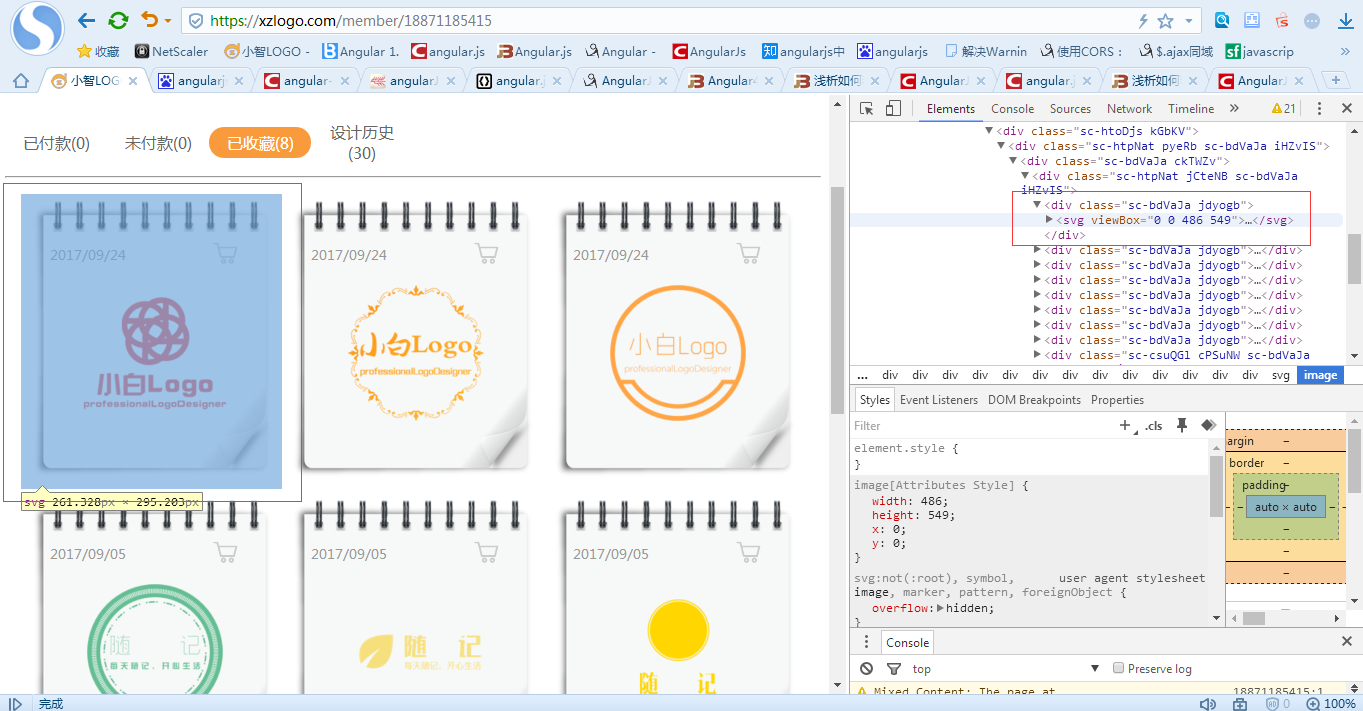 https://xzlogo.com/member/18871185415
收藏 NetScaler 小智LOGO - Angular 1. angular.js Angular.js Angular - AngularJs angularjs中 angularjs 解决Warnin 使用CORS： $.ajax同域 javascrip »
小智LOG angularj angular- angular. angular.j Angular. Angular 浅析如何 Angular. angular.j 浅析如何 Angular.
已付款(0) 未付款(0) 已收藏(8) 设计历史
(30)
2017/09/24 2017/09/24 2017/09/24
小白Logo
professionalLogoDesigner
小白Logo
professionalLogoDesigner
小白Logo
professionalLogoDesigner
svg 261.328px × 295.203px
2017/09/05 2017/09/05 2017/09/05
随 记
每天随记，开心生活
随 记
每天随记，开心生活
随 记
Elements Console Sources Network Timeline » 21
<div class="sc-htoDjs kGbKV">
<div class="sc-htpNat pyeRb sc-bdVaJa iHZvIS">
<div class="sc-bdVaJa ckTWZv">
<div class="sc-htpNat jCteNB sc-bdVaJa
iHZvIS">
<div class="sc-bdVaJa jdyogb">
<svg viewBox="0 0 486 549">…</svg>
</div>
<div class="sc-bdVaJa jdyogb">…</div>
<div class="sc-bdVaJa jdyogb">…</div>
<div class="sc-bdVaJa jdyogb">…</div>
<div class="sc-bdVaJa jdyogb">…</div>
<div class="sc-bdVaJa jdyogb">…</div>
<div class="sc-bdVaJa jdyogb">…</div>
<div class="sc-bdVaJa jdyogb">…</div>
<div class="sc-csuQGl cPSuNW sc-bdVaJa
... div div div div div div div div div div div div div svg image
Styles Event Listeners DOM Breakpoints Properties
Filter + .cls
element.style {
}
image[Attributes Style] {
width: 486;
height: 549;
x: 0;
y: 0;
}
svg:not(:root), symbol, user agent stylesheet
image, marker, pattern, foreignObject {
overflow: hidden;
}
argin –
border –
padding–
– auto × auto –
–
–
–
Console
top Preserve log
Mixed Content: The page at 18871185415:1
完成 0 100%